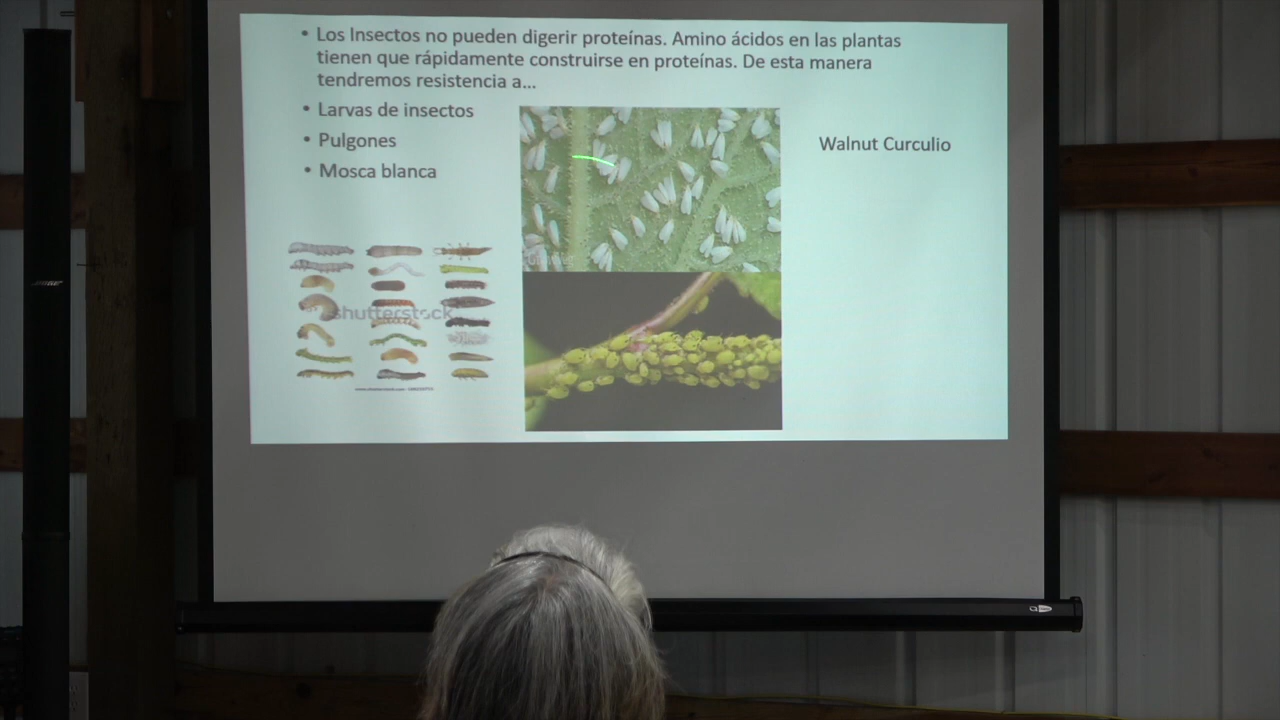 • Los Insectos no pueden digerir proteínas. Amino ácidos en las plantas
tienen que rápidamente construirse en proteínas. De esta manera
tendremos resistencia a...
• Larvas de insectos
• Pulgones
• Mosca blanca
Walnut Curculio
shutterstock